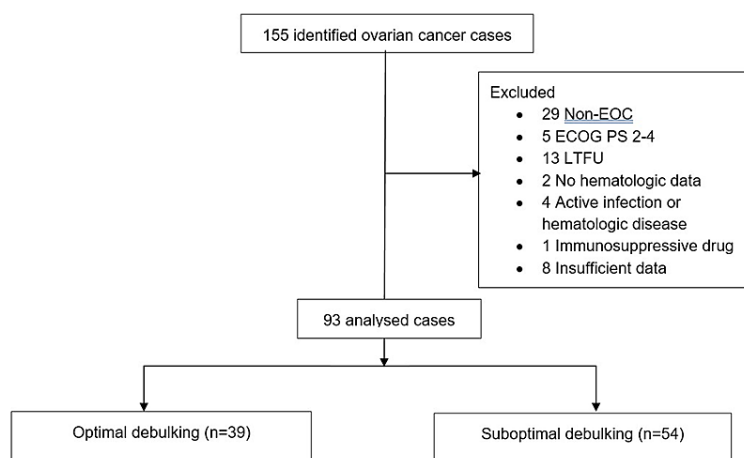 155 identified ovarian cancer cases
Excluded
• 29 Non-EOC
• 5 ECOG PS 2-4
• 13 LTFU
• 2 No hematologic data
• 4 Active infection or
hematologic disease
• 1 Immunosuppressive drug
• 8 Insufficient data
93 analysed cases
Optimal debulking (n=39)
Suboptimal debulking (n=54)